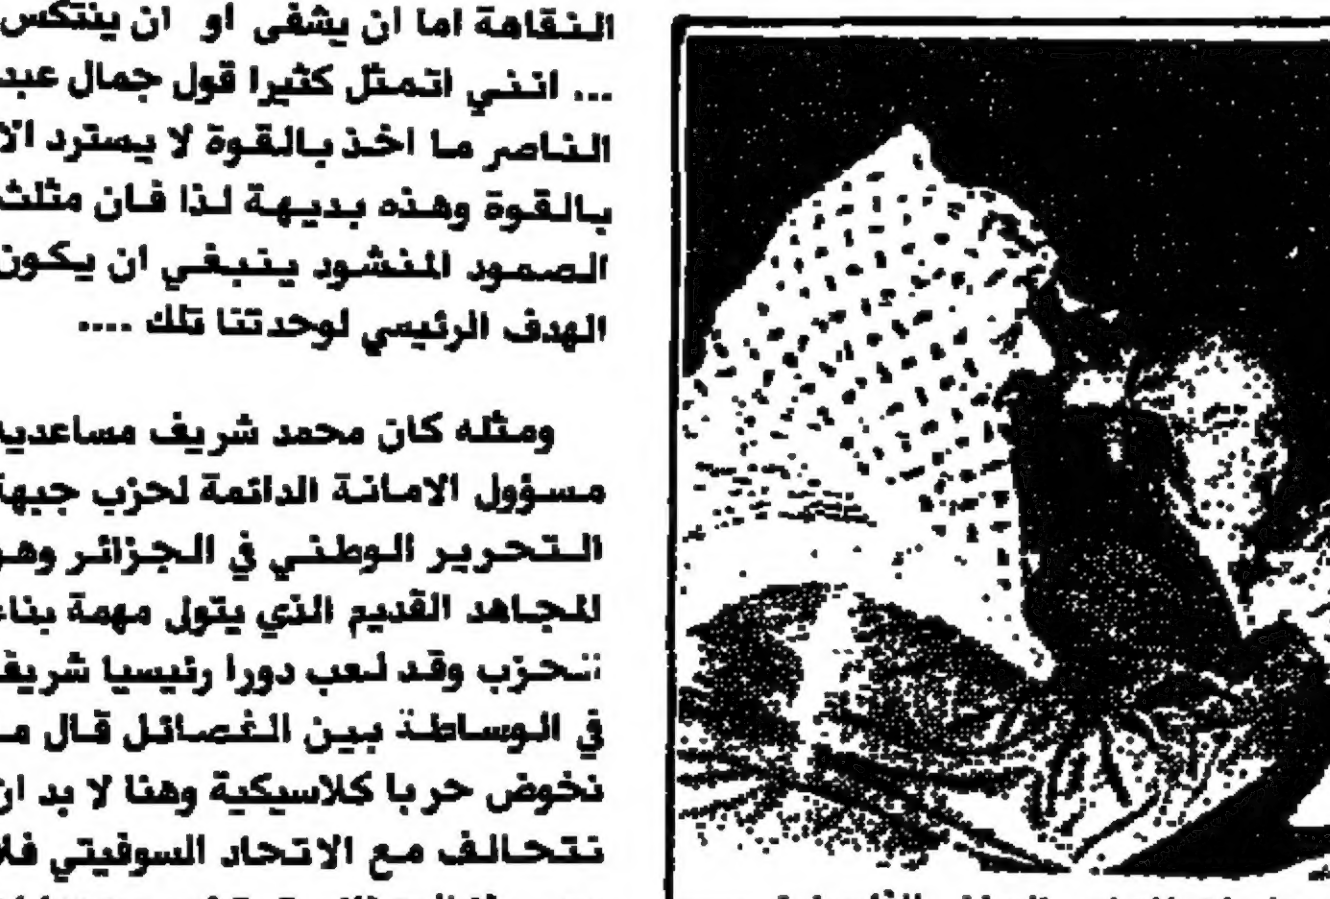 النقاهة اما ان يشفى او ان ينتكس
... انني اتمثل كثيرا قول جمال عبد
الناصر ما اخذ بالقوة لا يسترد الا
بالقوة وهذه بديهة لذا فان مثلث
الصمود المنشود ينبغي ان يكون
الهدف الرئيسي لوحدتنا تلك ....
ومثله كان محمد شريف مساعدية
مسؤول الامانة الدائمة لحزب جبهة
التحرير الوطني في الجزائر وهو
المجاهد القديم الذي يتولى مهمة بناء
الحزب وقد لعب دورا رئيسيا شريفا
في الوساطة بين الفصائل قال
نخوض حربا كلاسيكية وهنا لا بد ان
نتحالف مع الاتحاد السوفيتي فلا